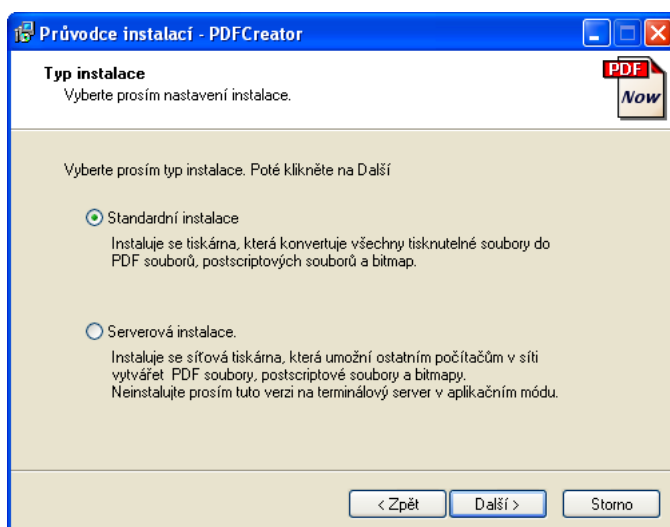 Průvodce instalací - PDFCreator
Typ instalace
Vyberte prosím nastavení instalace.
PDF
Now
Vyberte prosím typ instalace. Poté klikněte na Další
Standardní instalace
Instaluje se tiskárna, která konvertuje všechny tisknutelné soubory do
PDF souborů, postscriptových souborů a bitmap.
Serverová instalace.
Instaluje se síťová tiskárna, která umožní ostatním počítačům v síti
vytvářet PDF soubory, postscriptové soubory a bitmapy.
Neinstalujte prosím tuto verzi na terminálový server v aplikačním módu.
< Zpět
Další >
Storno